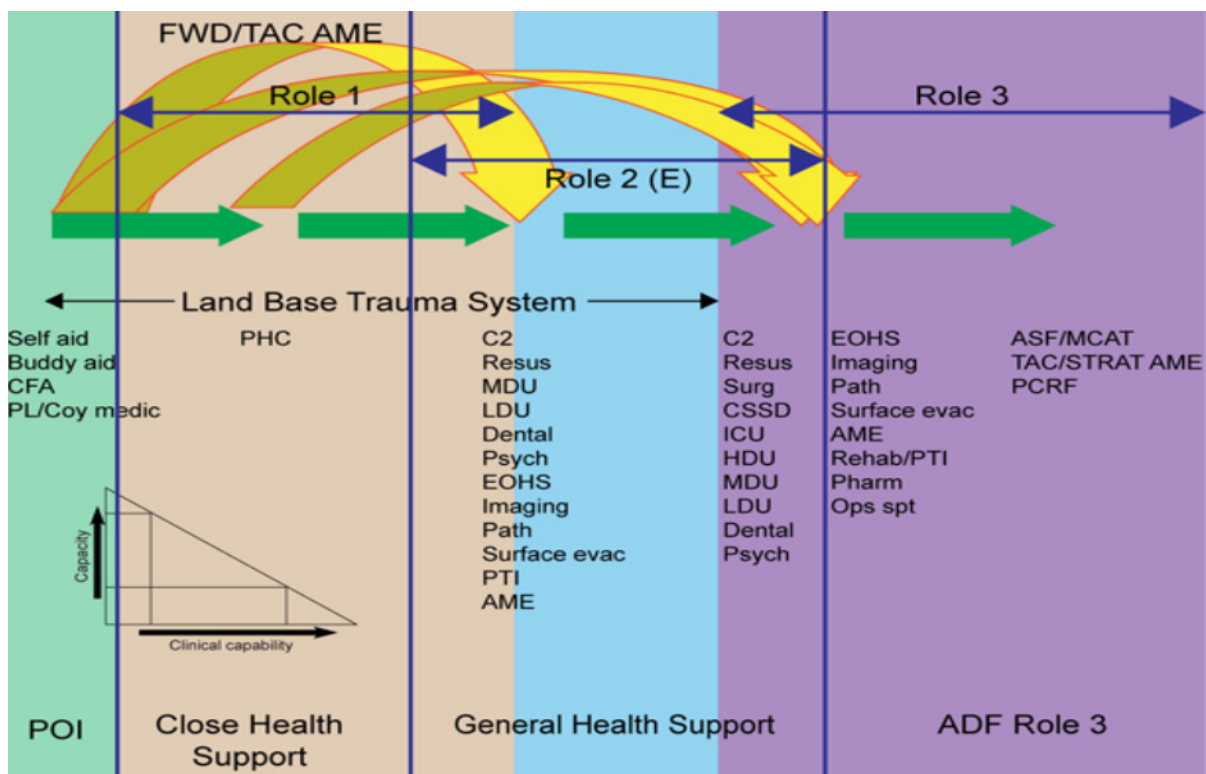 FWD/TAC AME
Role 1
Role 3
Role 2 (E)
Land Base Trauma System
Self aid
Buddy aid
CFA
PL/Coy medic
PHC
C2
Resus
MDU
LDU
Dental
Psych
EOHS
Imaging
Path
Surface evac
PTI
AME
C2
Resus
Surg
CSSD
ICU
HDU
MDU
LDU
Dental
Psych
EOHS
Imaging
Path
Surface evac
AME
Rehab/PTI
Pharm
Ops spt
ASF/MCAT
TAC/STRAT AME
PCRF
Capacity
Clinical capability
POI
Close Health
Support
General Health Support
ADF Role 3